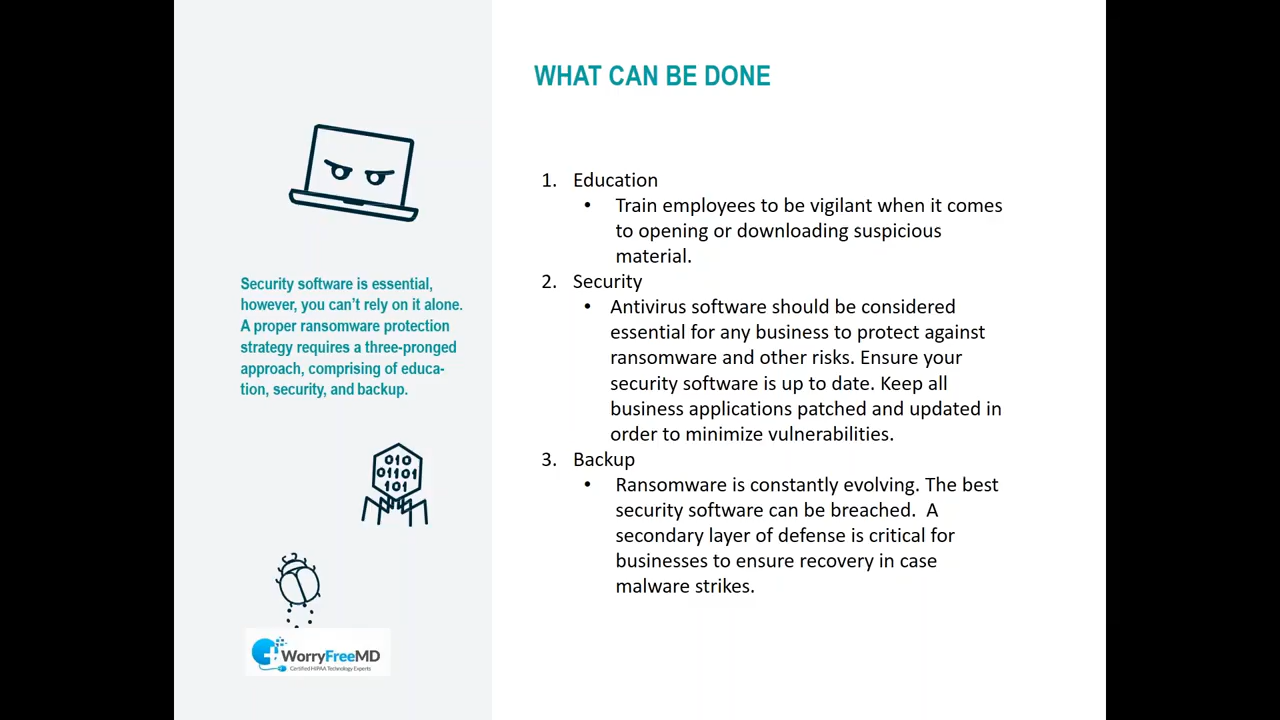 WHAT CAN BE DONE
Security software is essential,
however, you can't rely on it alone.
A proper ransomware protection
strategy requires a three-pronged
approach, comprising of educa-
tion, security, and backup.
010
01101
101
WorryFreeMD
Certified HIPAA Technology Experts
1. Education
• Train employees to be vigilant when it comes
to opening or downloading suspicious
material.
2. Security
• Antivirus software should be considered
essential for any business to protect against
ransomware and other risks. Ensure your
security software is up to date. Keep all
business applications patched and updated in
order to minimize vulnerabilities.
3. Backup
• Ransomware is constantly evolving. The best
security software can be breached.  A
secondary layer of defense is critical for
businesses to ensure recovery in case
malware strikes.